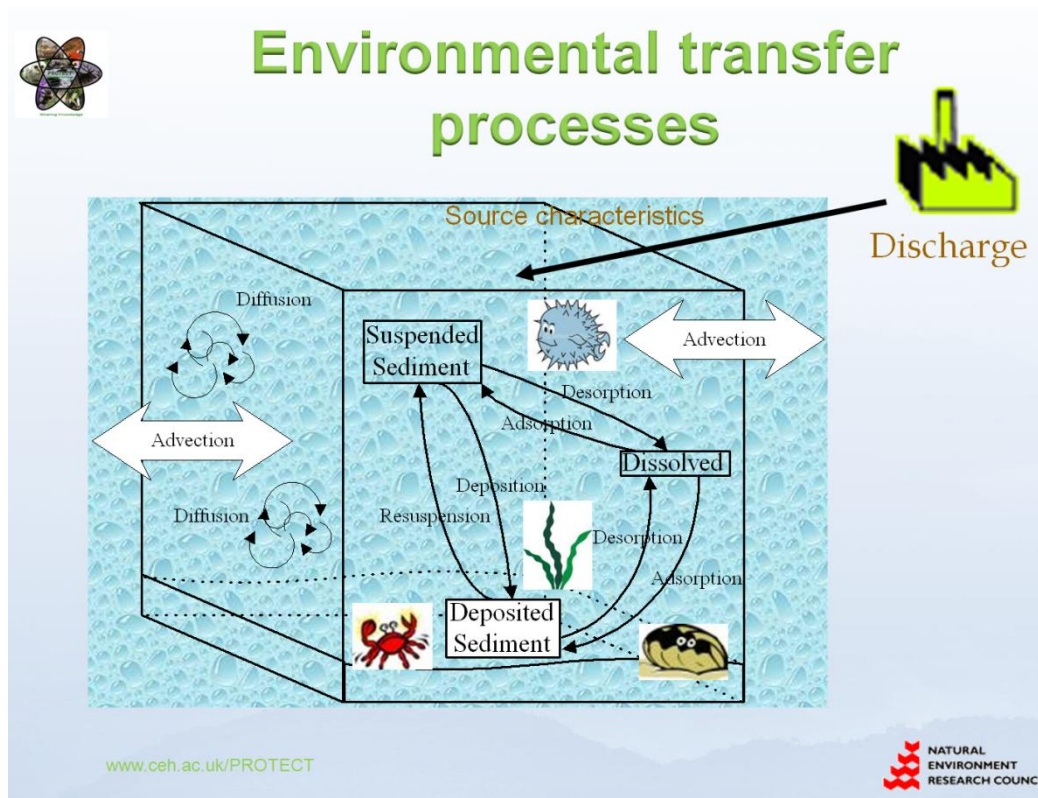 Environmental transfer
processes
Source characteristics
Discharge
Diffusion
Suspended
Sediment
Advection
Desorption
Adsorption
Advection
Dissolved
Deposition
Diffusion
Resuspension
Desorption
Adsorption
Deposited
Sediment
www.ceh.ac.uk/PROTECT
NATURAL
ENVIRONMENT
RESEARCH COUNC